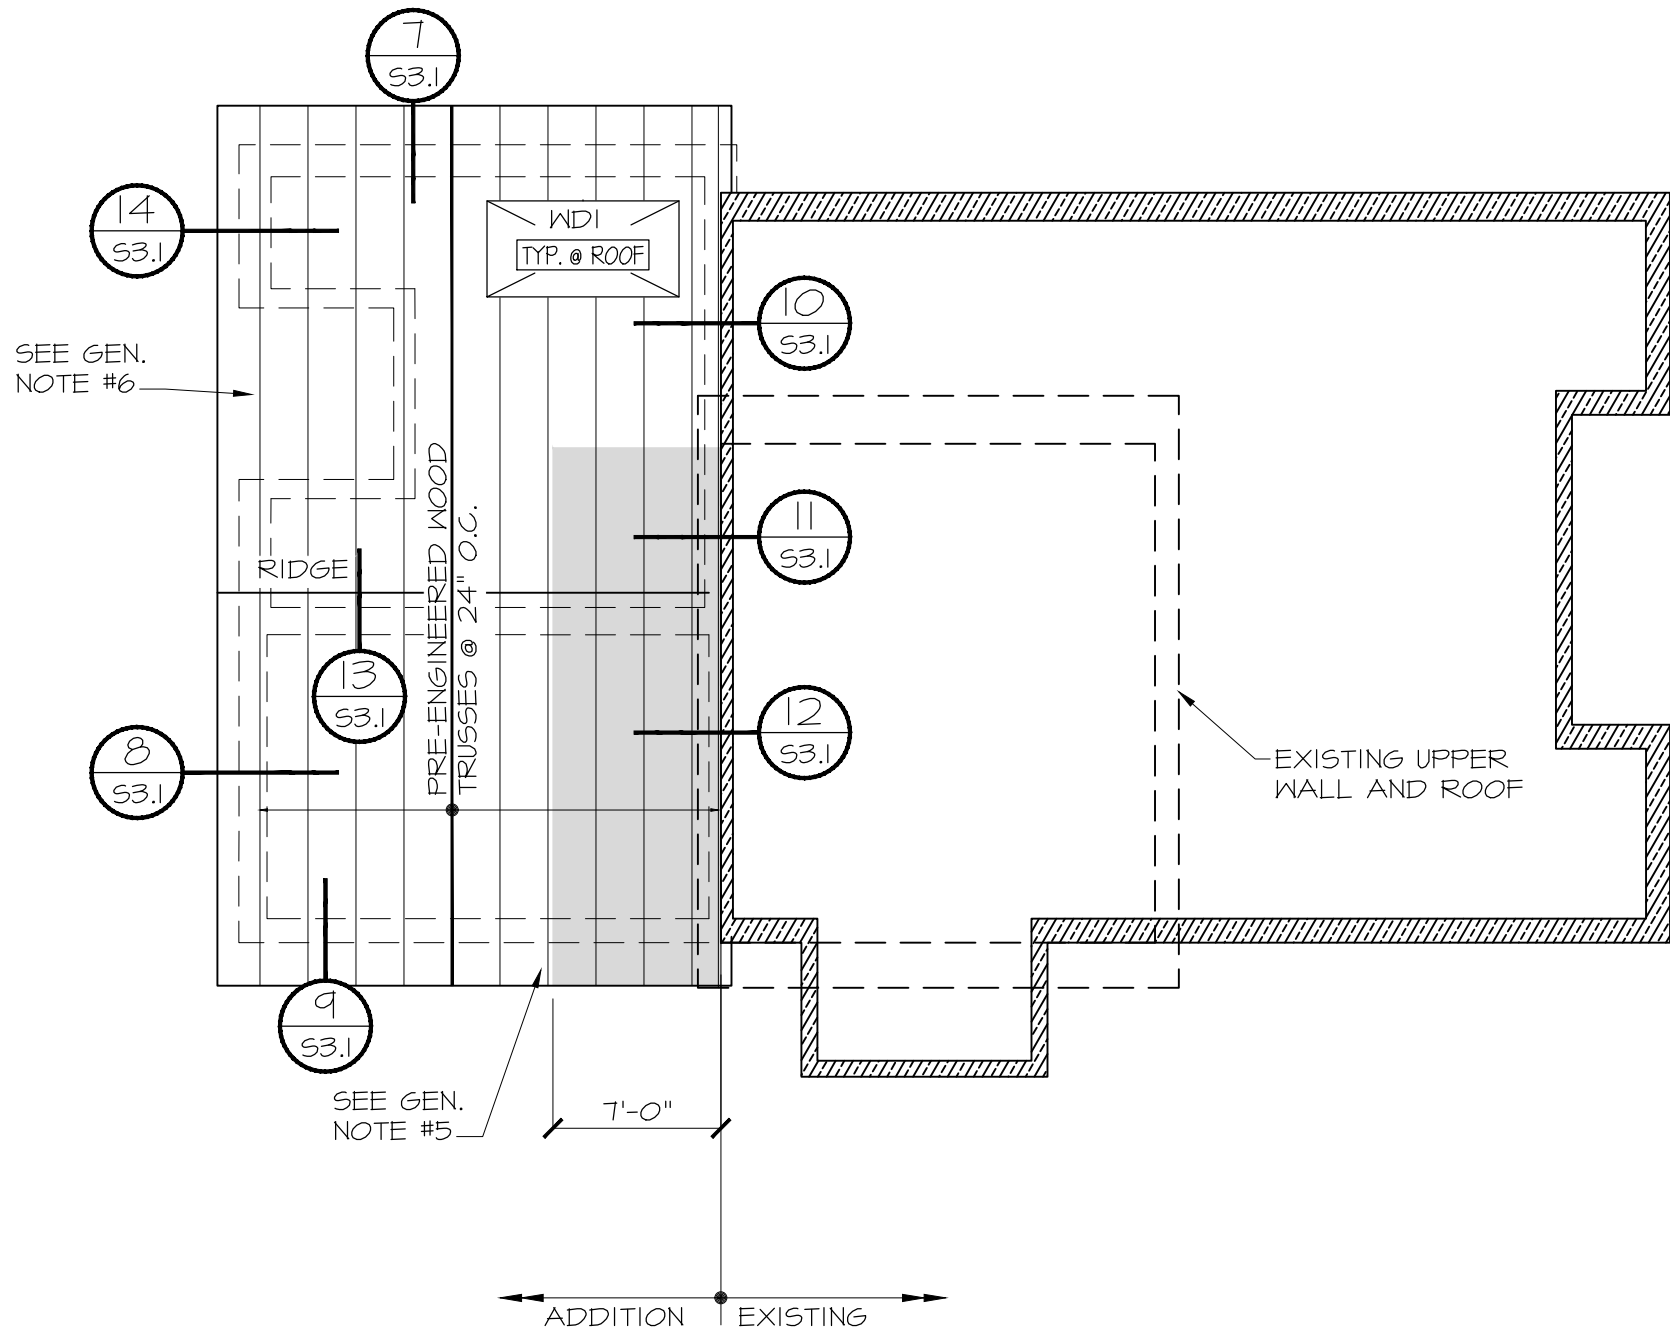 7
S3.1
14
S3.1
WD1
TYP. @ ROOF
10
S3.1
SEE GEN.
NOTE #6
11
S3.1
PRE-ENGINEERED WOOD
TRUSSES @ 24" O.C.
RIDGE
13
S3.1
12
S3.1
8
S3.1
EXISTING UPPER
WALL AND ROOF
9
S3.1
SEE GEN.
NOTE #5
7'-0"
ADDITION
EXISTING